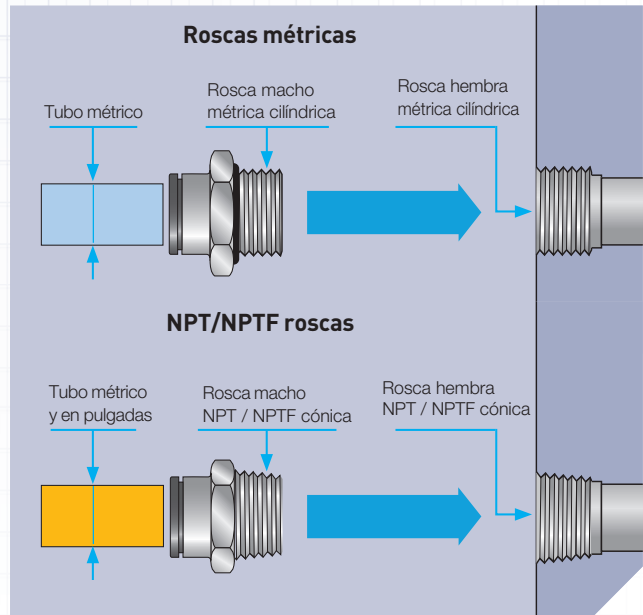 Roscas métricas
Tubo métrico
Rosca macho
métrica cilíndrica
Rosca hembra
métrica cilíndrica
NPT/NPTF roscas
Tubo métrico
y en pulgadas
Rosca macho
NPT / NPTF cónica
Rosca hembra
NPT / NPTF cónica